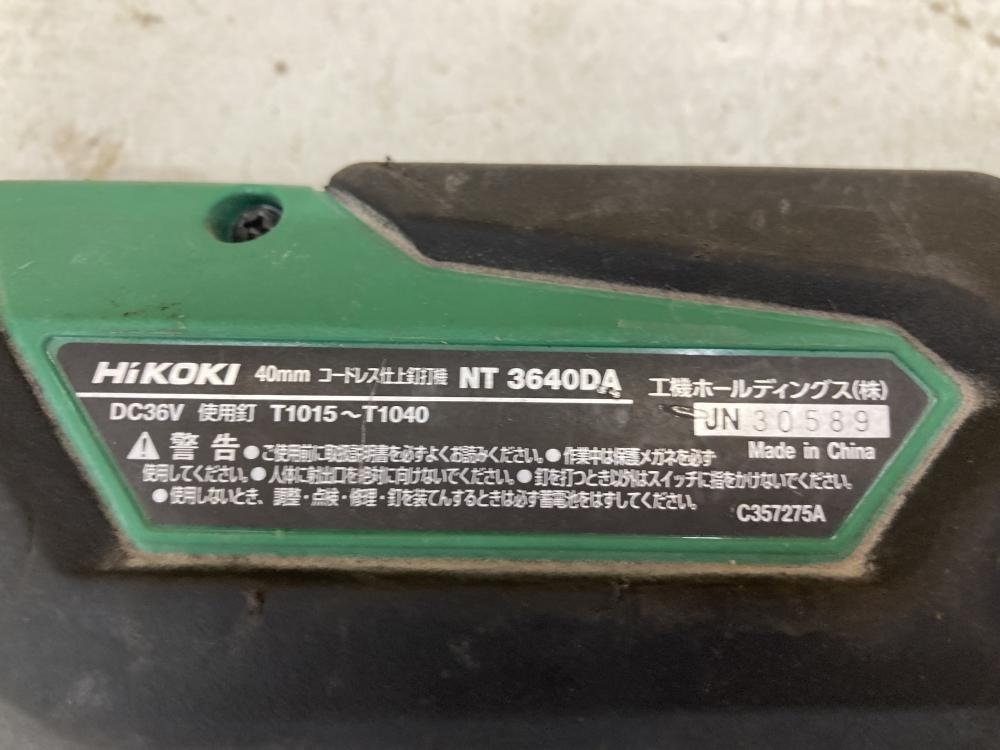 HiKOKI 40mm コードレス仕上釘打機 NT 3640DA 工機ホールディングス(株)
DC36V 使用釘 T1015～T1040 JN 30589
Made in China
⚠警告 ●ご使用前に取扱説明書を必ずよくお読みください。●作業中は保護メガネを必ず
使用してください。●人体に射出口を絶対に向けないでください。●釘を打つとき以外はスイッチに指をかけないでください。
●使用しないとき、調整・点検・修理・釘を装てんするときは必ず蓄電池をはずしてください。
C357275A